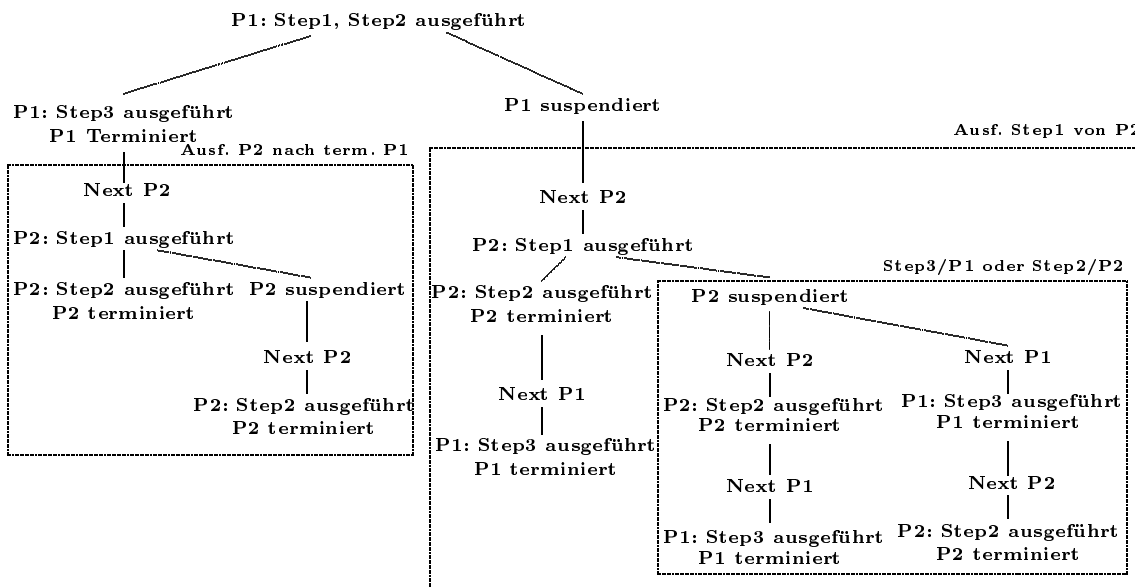 P1: Step1, Step2 ausgeführt
P1: Step3 ausgeführt
P1 Terminiert
Ausf. P2 nach term. P1
Next P2
P2: Step1 ausgeführt
P2: Step2 ausgeführt
P2 terminiert
P2 suspendiert
Next P2
P2: Step2 ausgeführt
P2 terminiert
P1 suspendiert
Ausf. Step1 von P2
Next P2
P2: Step1 ausgeführt
P2: Step2 ausgeführt
P2 terminiert
Next P1
P1: Step3 ausgeführt
P1 terminiert
Step3/P1 oder Step2/P2
P2 suspendiert
Next P2
P2: Step2 ausgeführt
P2 terminiert
Next P1
P1: Step3 ausgeführt
P1 terminiert
Next P1
P1: Step3 ausgeführt
P1 terminiert
Next P2
P2: Step2 ausgeführt
P2 terminiert